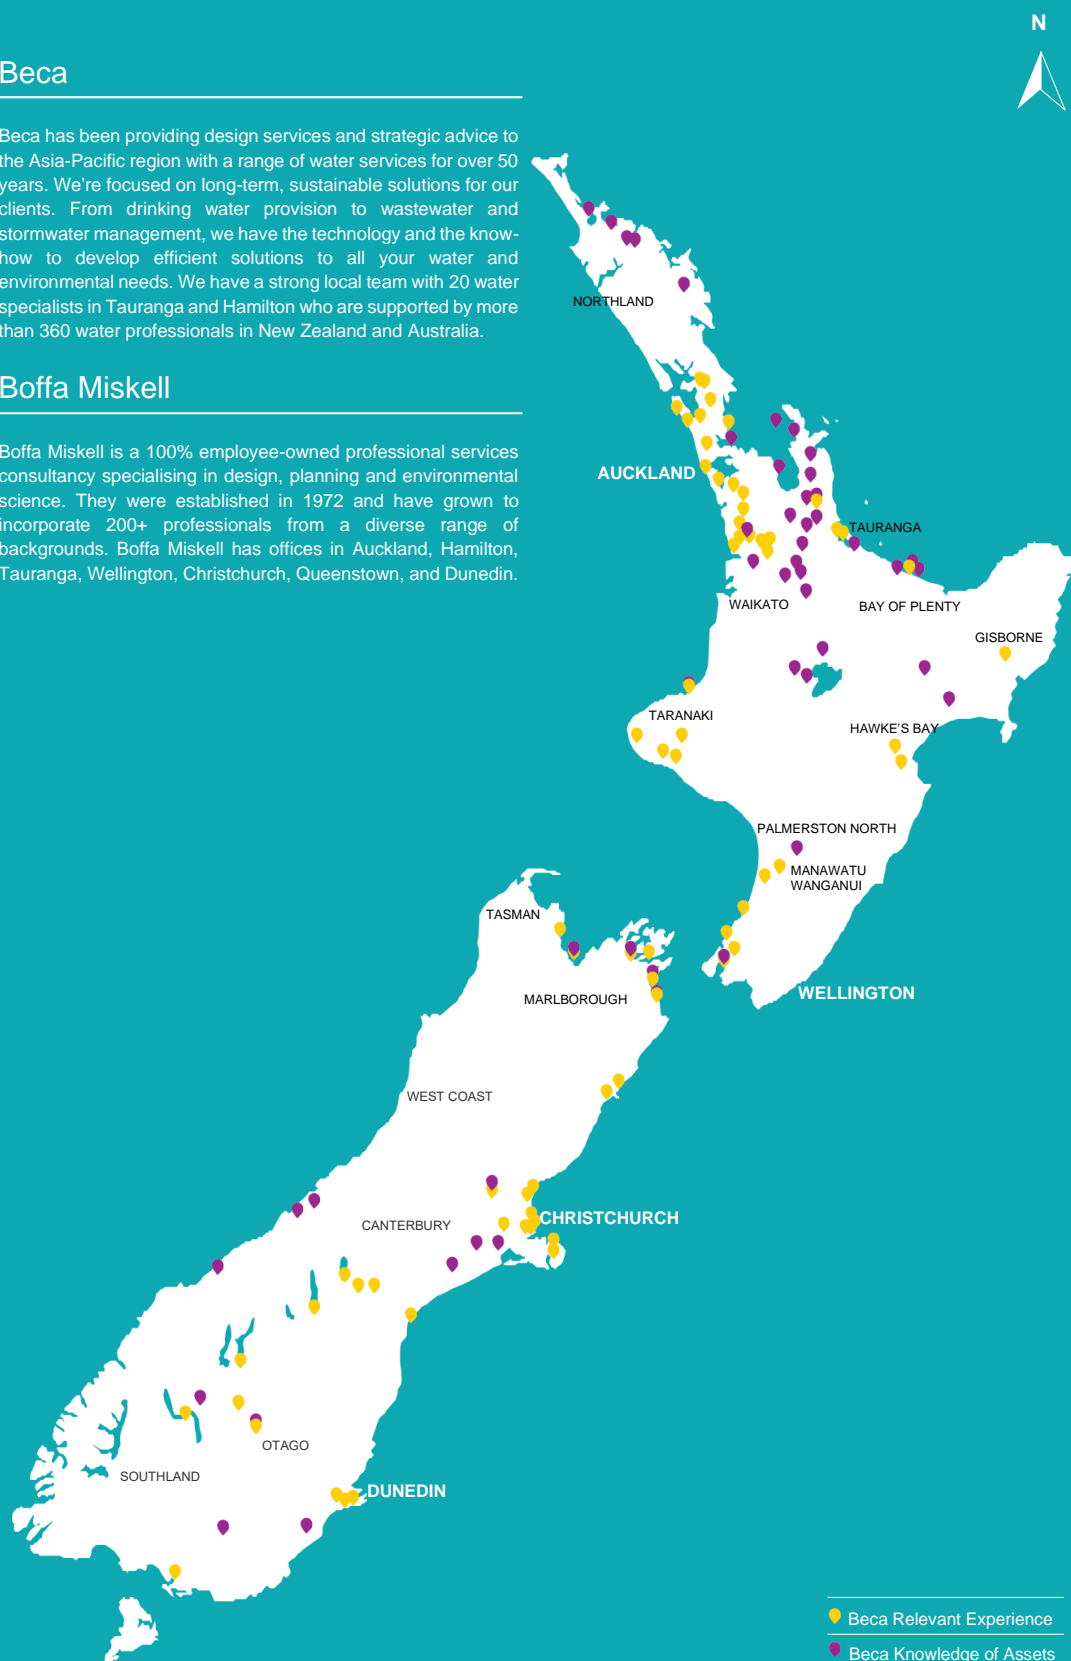 N
Beca
Beca has been providing design services and strategic advice to
the Asia-Pacific region with a range of water services for over 50
years. We're focused on long-term, sustainable solutions for our
clients. From drinking water provision to wastewater and
stormwater management, we have the technology and the know-
how to develop efficient solutions to all your water and
environmental needs. We have a strong local team with 20 water
specialists in Tauranga and Hamilton who are supported by more
than 360 water professionals in New Zealand and Australia.
Boffa Miskell
Boffa Miskell is a 100% employee-owned professional services
consultancy specialising in design, planning and environmental
science. They were established in 1972 and have grown to
incorporate 200+ professionals from a diverse range of
backgrounds. Boffa Miskell has offices in Auckland, Hamilton,
Tauranga, Wellington, Christchurch, Queenstown, and Dunedin.
NORTHLAND
AUCKLAND
TAURANGA
WAIKATO
BAY OF PLENTY
GISBORNE
TARANAKI
HAWKE'S BAY
PALMERSTON NORTH
MANAWATU
WANGANUI
TASMAN
WELLINGTON
MARLBOROUGH
WEST COAST
CHRISTCHURCH
CANTERBURY
OTAGO
SOUTHLAND
DUNEDIN
Beca Relevant Experience
Beca Knowledge of Assets